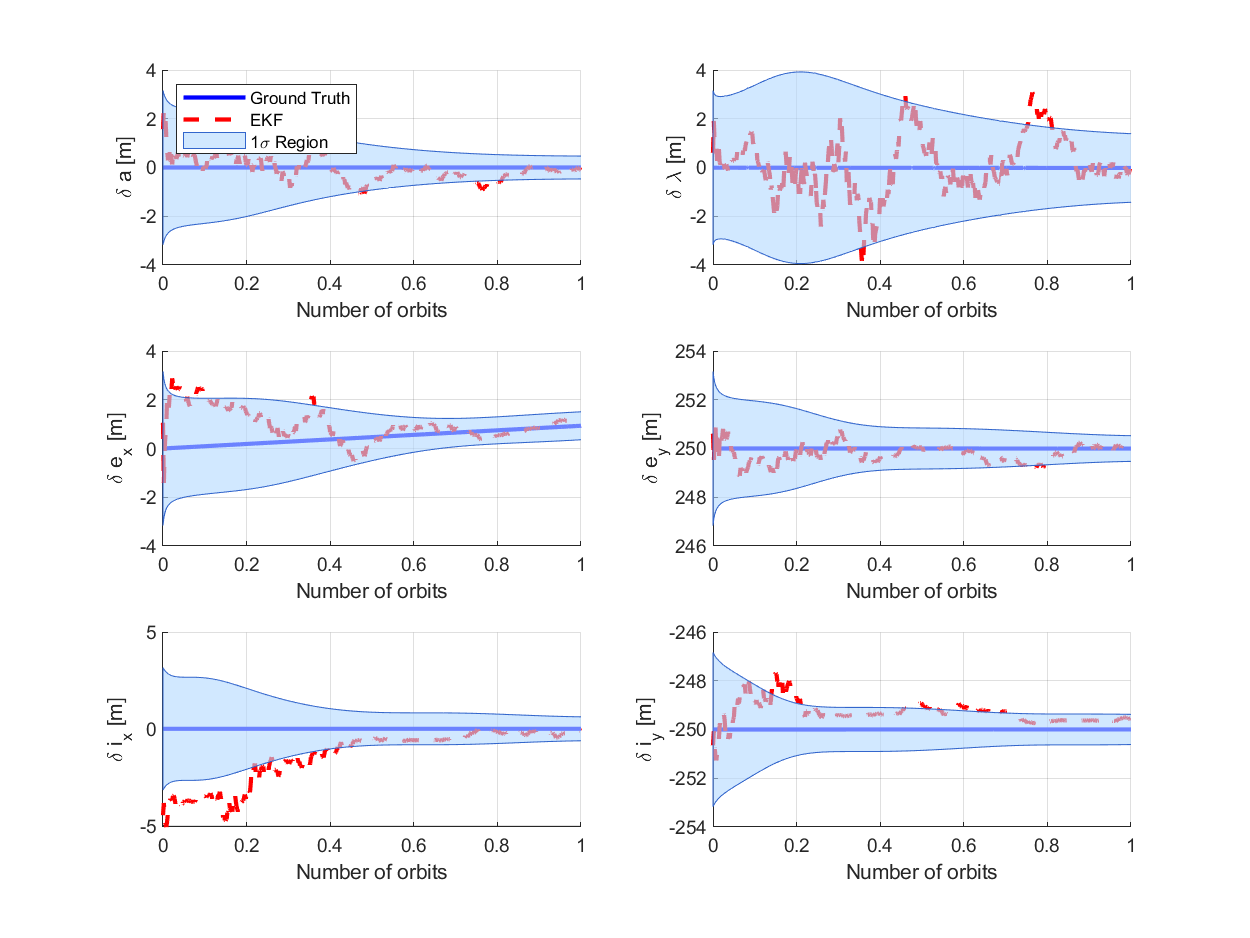 4
2
0
-2
-4
δ a [m]
Ground Truth
EKF
1σ Region
0 0.2 0.4 0.6 0.8 1
Number of orbits
4
2
0
-2
-4
δ λ [m]
0 0.2 0.4 0.6 0.8 1
Number of orbits
4
2
0
-2
-4
δ e_x [m]
0 0.2 0.4 0.6 0.8 1
Number of orbits
254
252
250
248
246
δ e_y [m]
0 0.2 0.4 0.6 0.8 1
Number of orbits
5
0
-5
δ i_x [m]
0 0.2 0.4 0.6 0.8 1
Number of orbits
-246
-248
-250
-252
-254
δ i_y [m]
0 0.2 0.4 0.6 0.8 1
Number of orbits